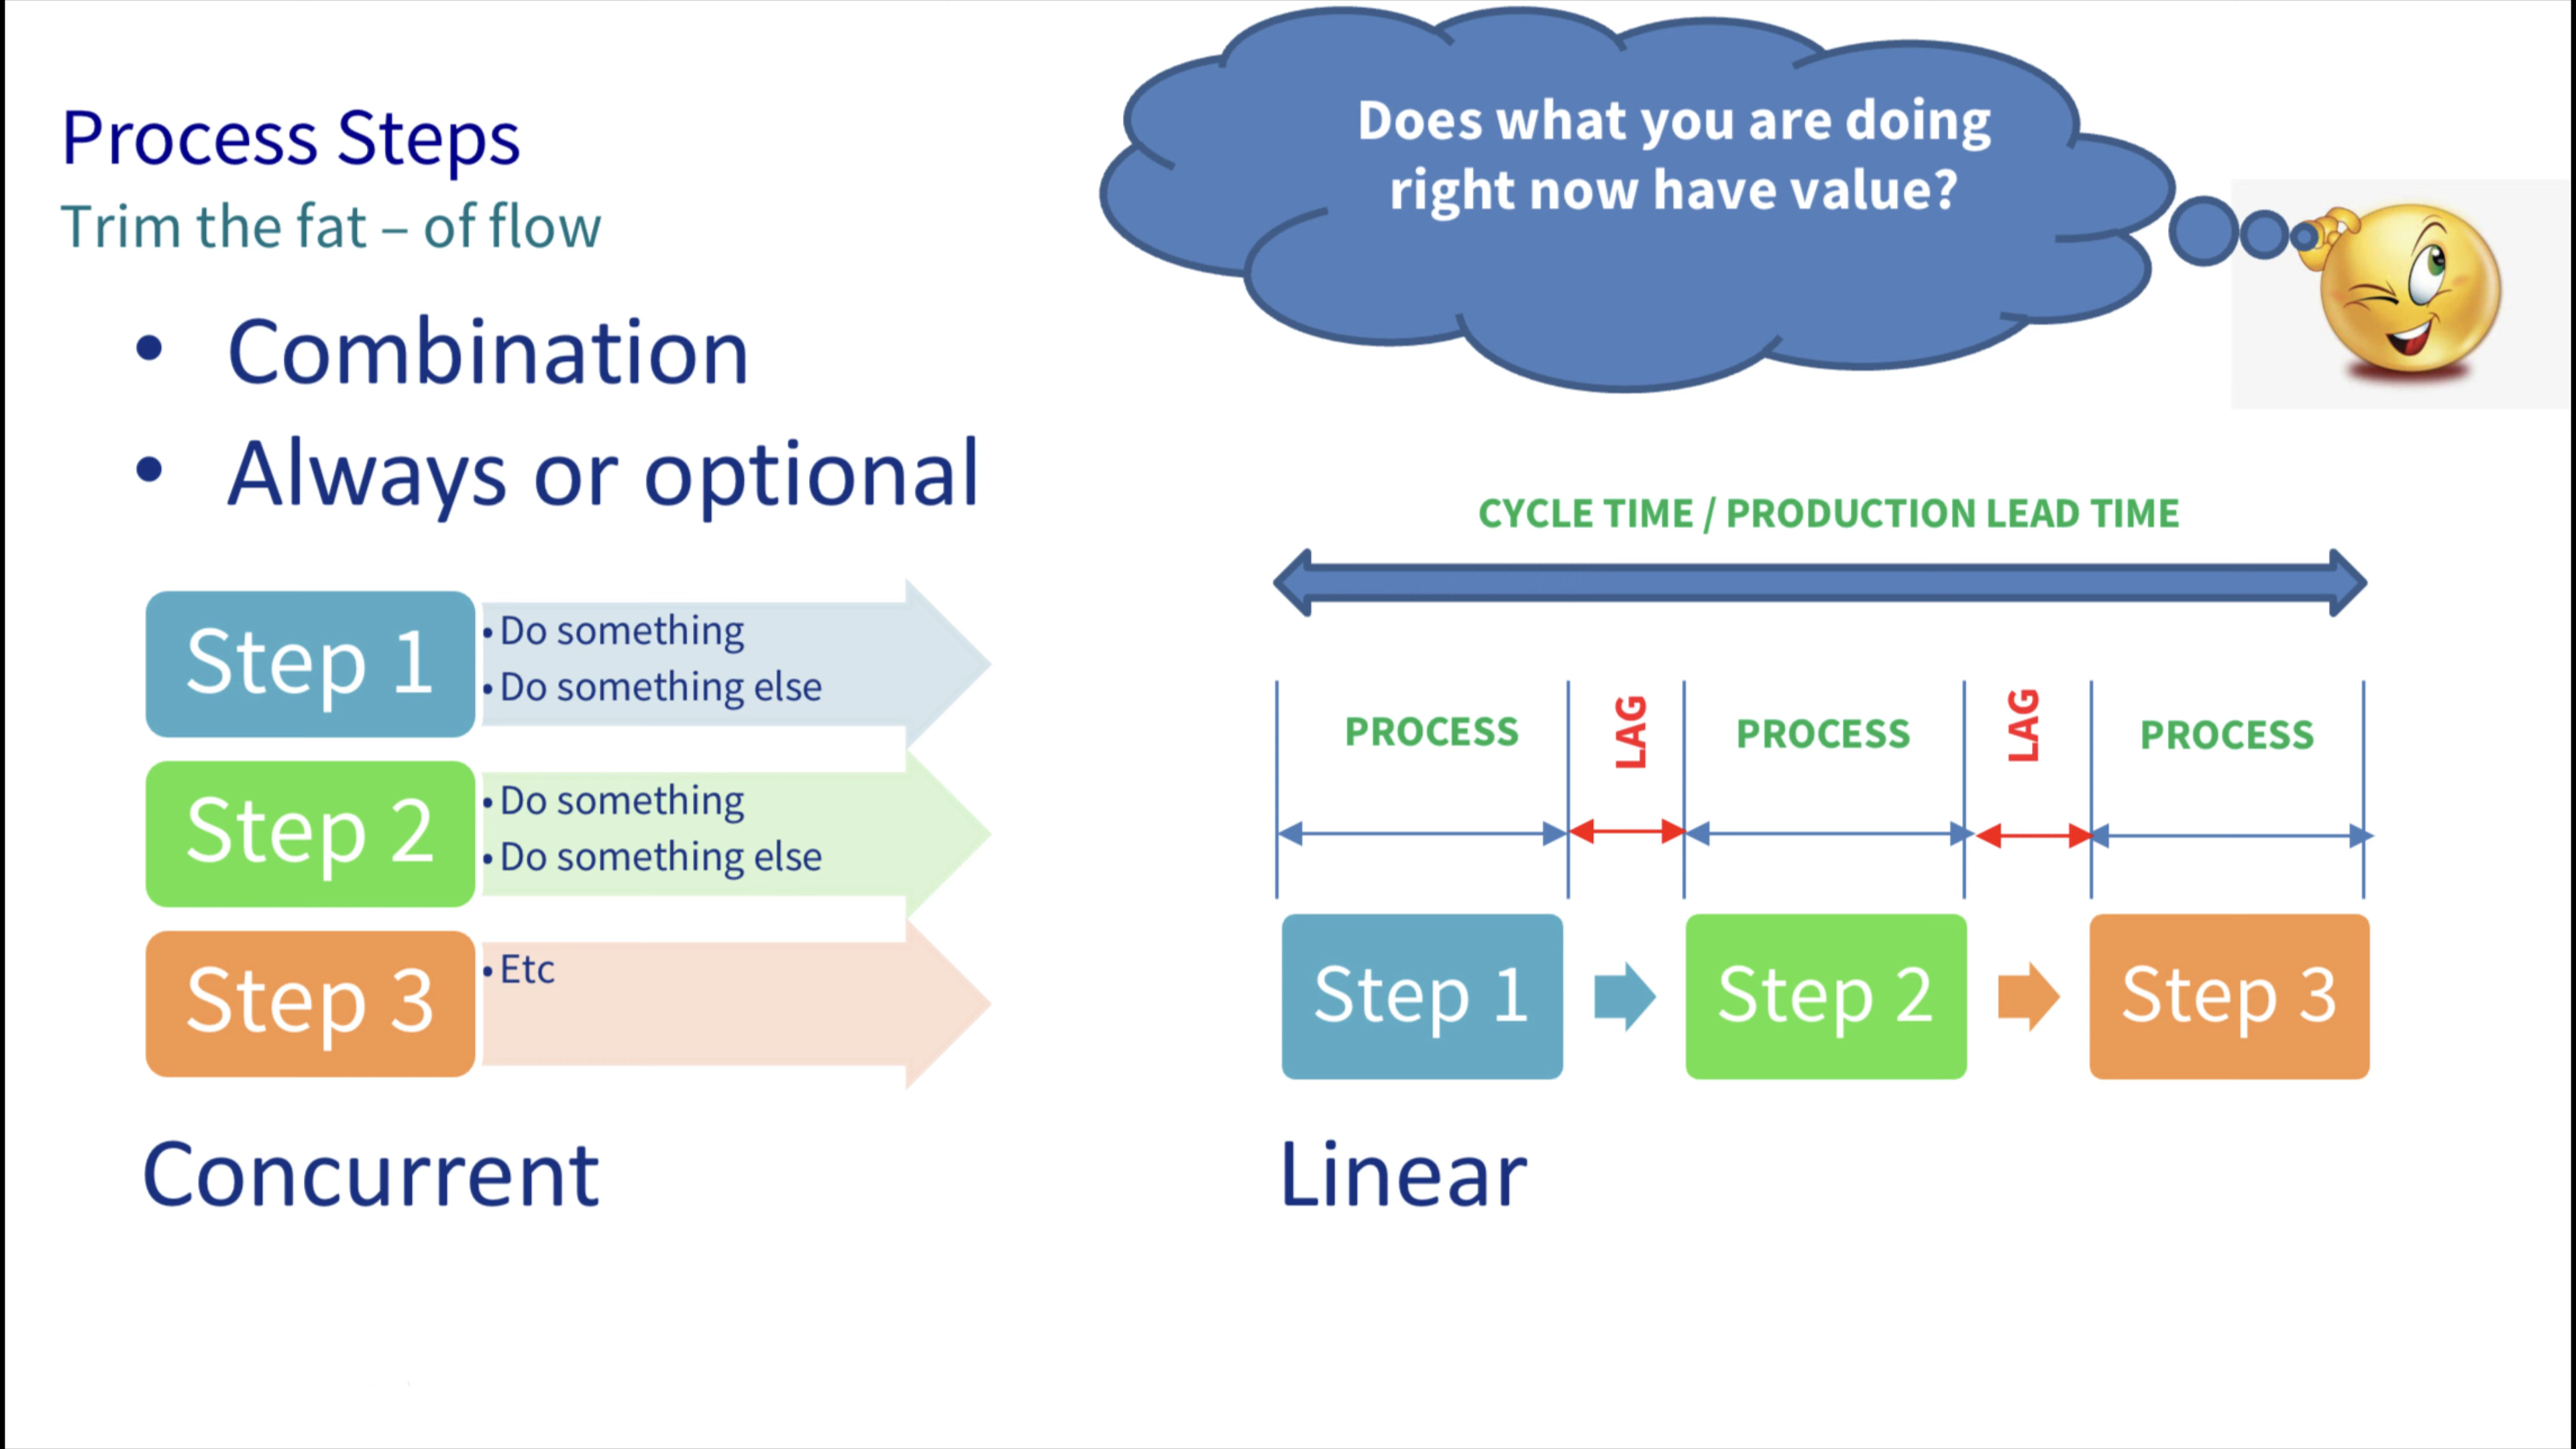 Process Steps
Trim the fat – of flow
• Combination
• Always or optional
Does what you are doing
right now have value?
Step 1
• Do something
• Do something else
Step 2
• Do something
• Do something else
Step 3
• Etc
Concurrent
CYCLE TIME / PRODUCTION LEAD TIME
PROCESS
LAG
PROCESS
LAG
PROCESS
Step 1
Step 2
Step 3
Linear